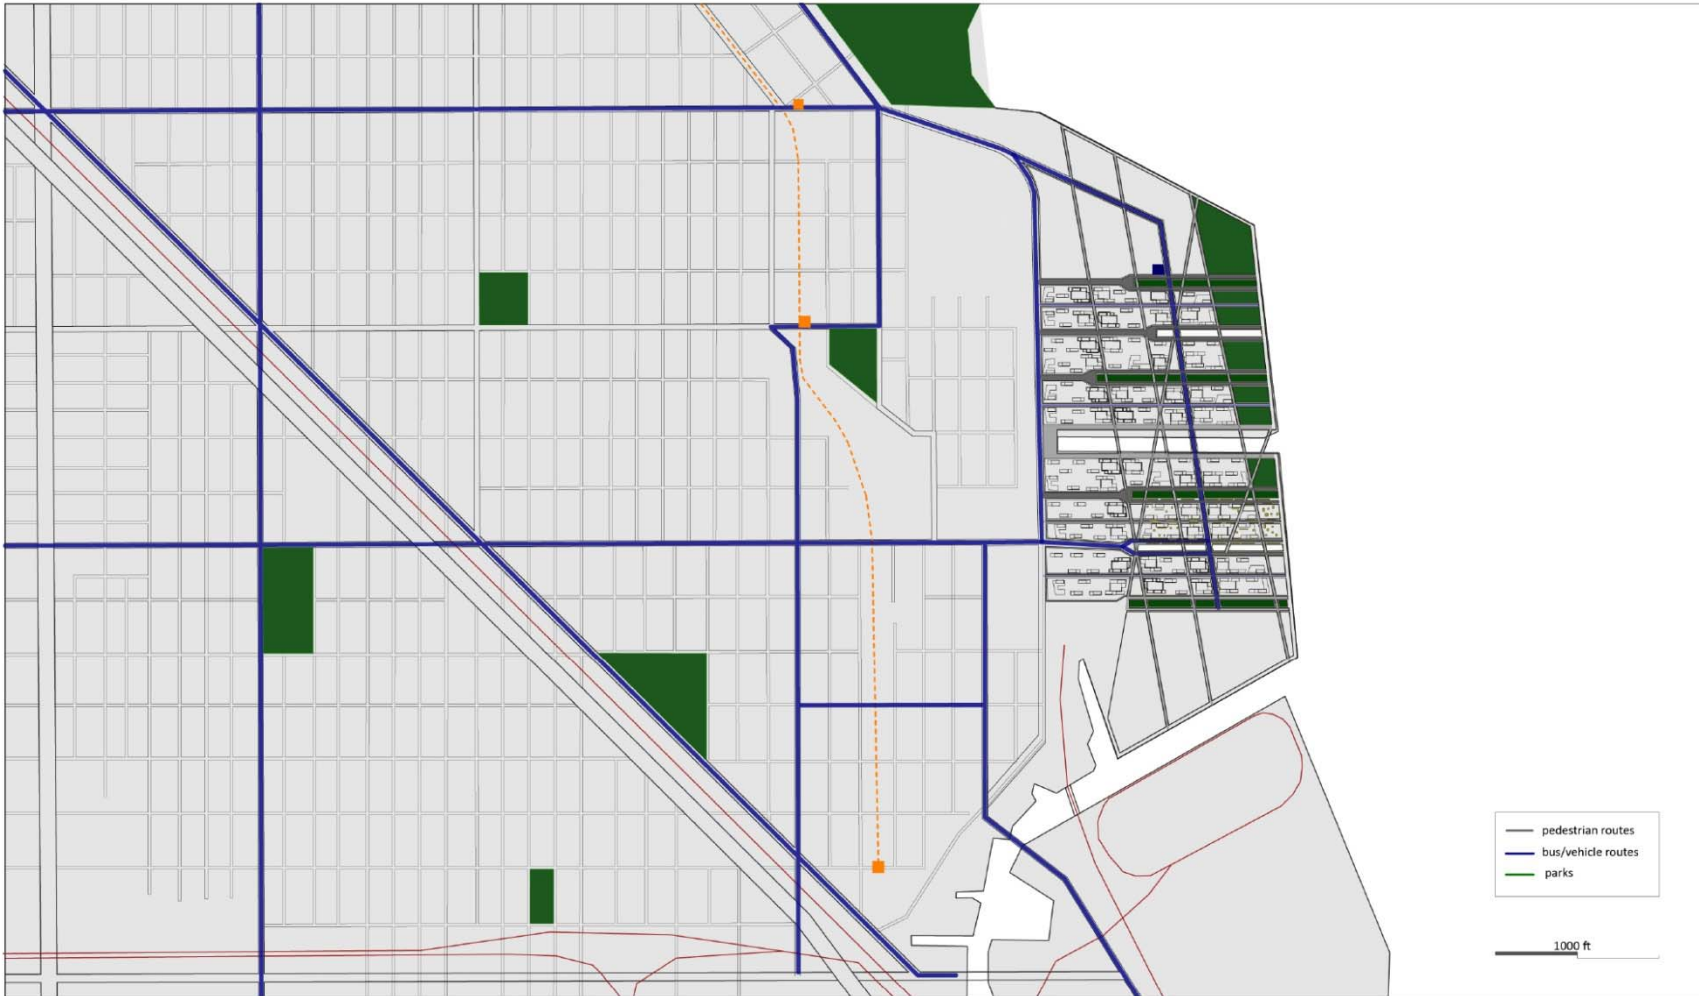 pedestrian routes
bus/vehicle routes
parks
1000 ft